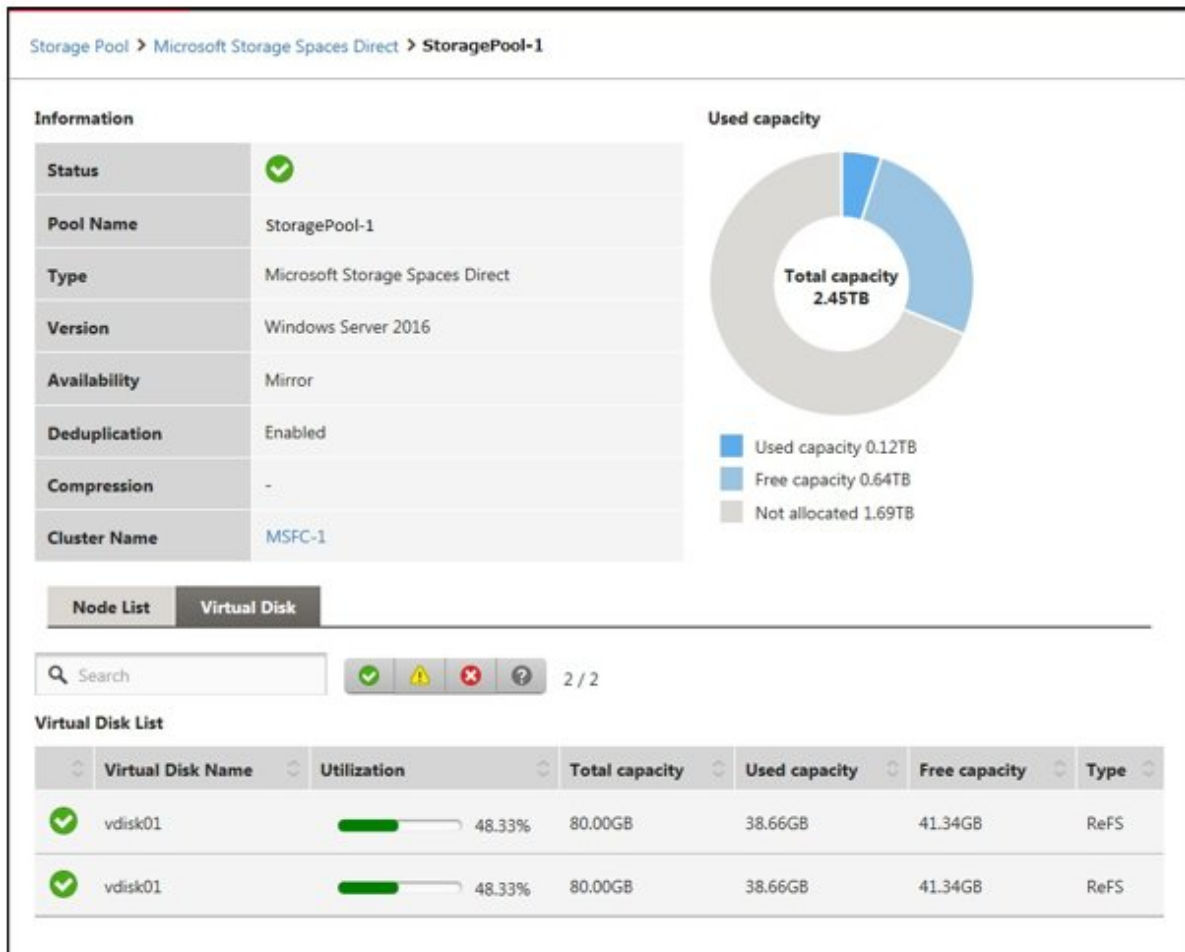 Storage Pool > Microsoft Storage Spaces Direct > StoragePool-1
Information
Status
Pool Name StoragePool-1
Type Microsoft Storage Spaces Direct
Version Windows Server 2016
Availability Mirror
Deduplication Enabled
Compression -
Cluster Name MSFC-1
Used capacity
Total capacity
2.45TB
Used capacity 0.12TB
Free capacity 0.64TB
Not allocated 1.69TB
Node List Virtual Disk
Search 2 / 2
Virtual Disk List
Virtual Disk Name Utilization Total capacity Used capacity Free capacity Type
vdisk01 48.33% 80.00GB 38.66GB 41.34GB ReFS
vdisk01 48.33% 80.00GB 38.66GB 41.34GB ReFS